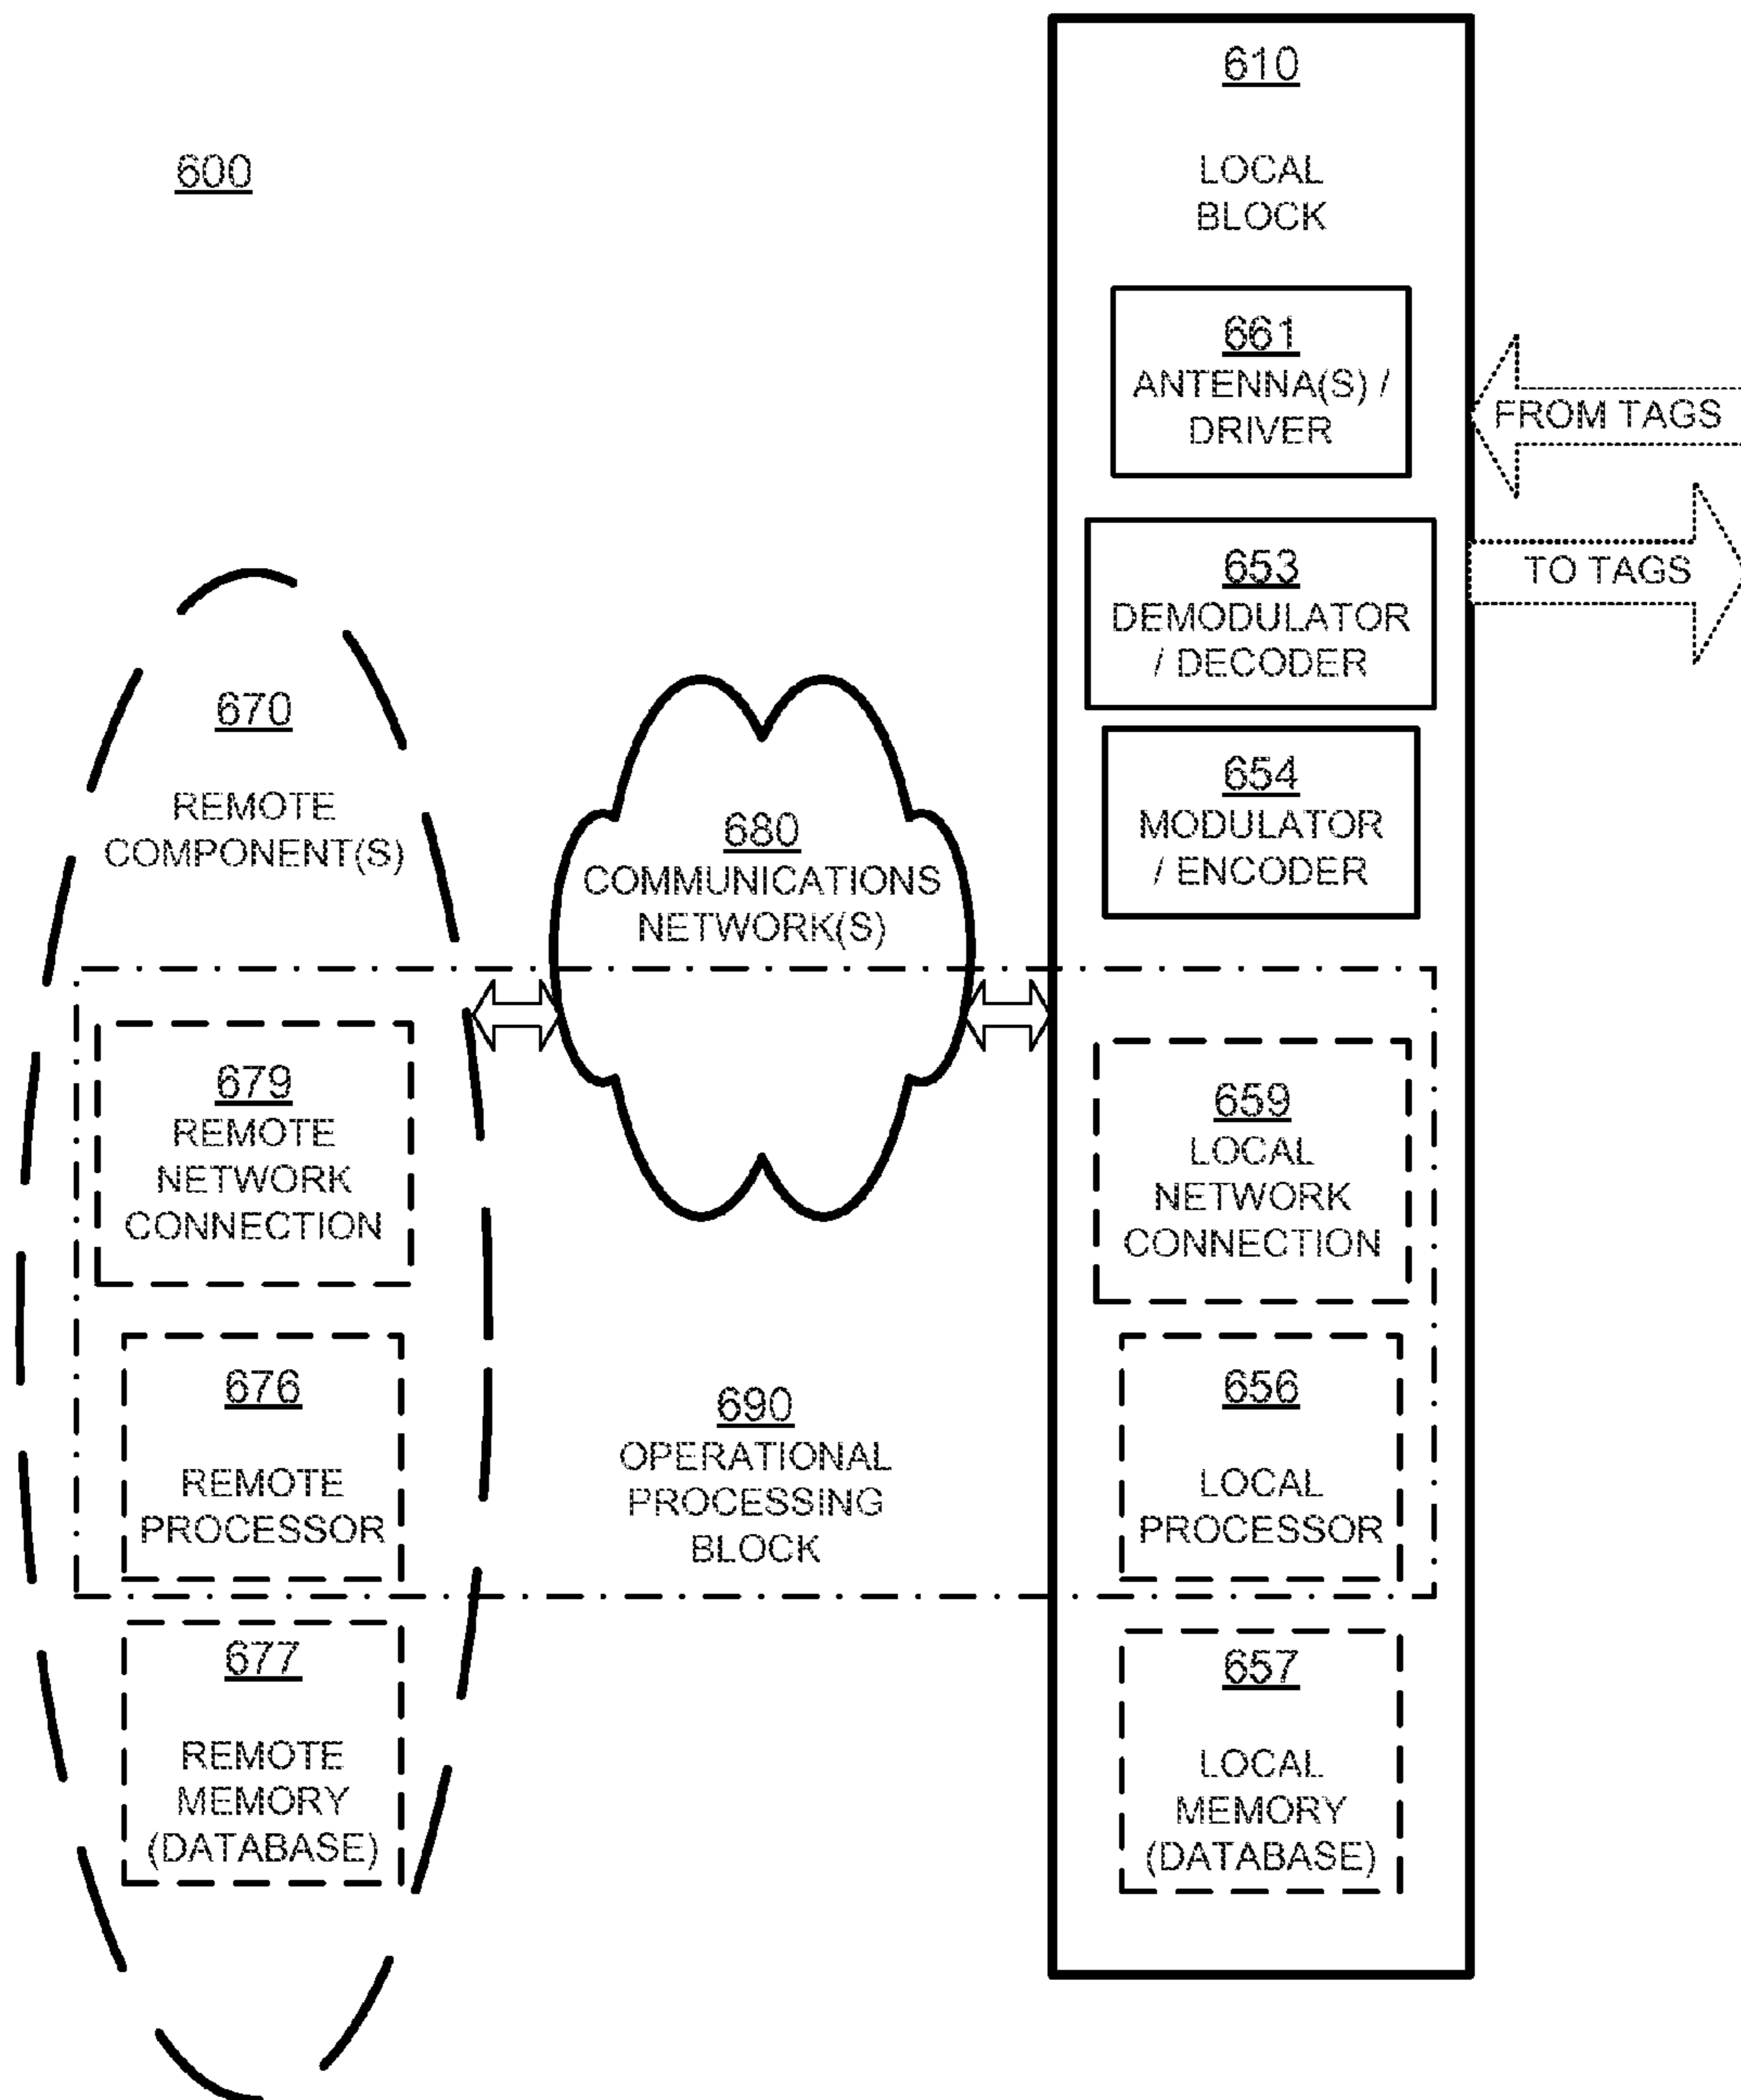 600
610
LOCAL
BLOCK
661
ANTENNA(S) /
DRIVER
FROM TAGS
653
DEMODULATOR
/ DECODER
TO TAGS
654
MODULATOR
/ ENCODER
670
REMOTE
COMPONENT(S)
680
COMMUNICATIONS
NETWORK(S)
679
REMOTE
NETWORK
CONNECTION
659
LOCAL
NETWORK
CONNECTION
676
REMOTE
PROCESSOR
690
OPERATIONAL
PROCESSING
BLOCK
656
LOCAL
PROCESSOR
677
REMOTE
MEMORY
(DATABASE)
657
LOCAL
MEMORY
(DATABASE)